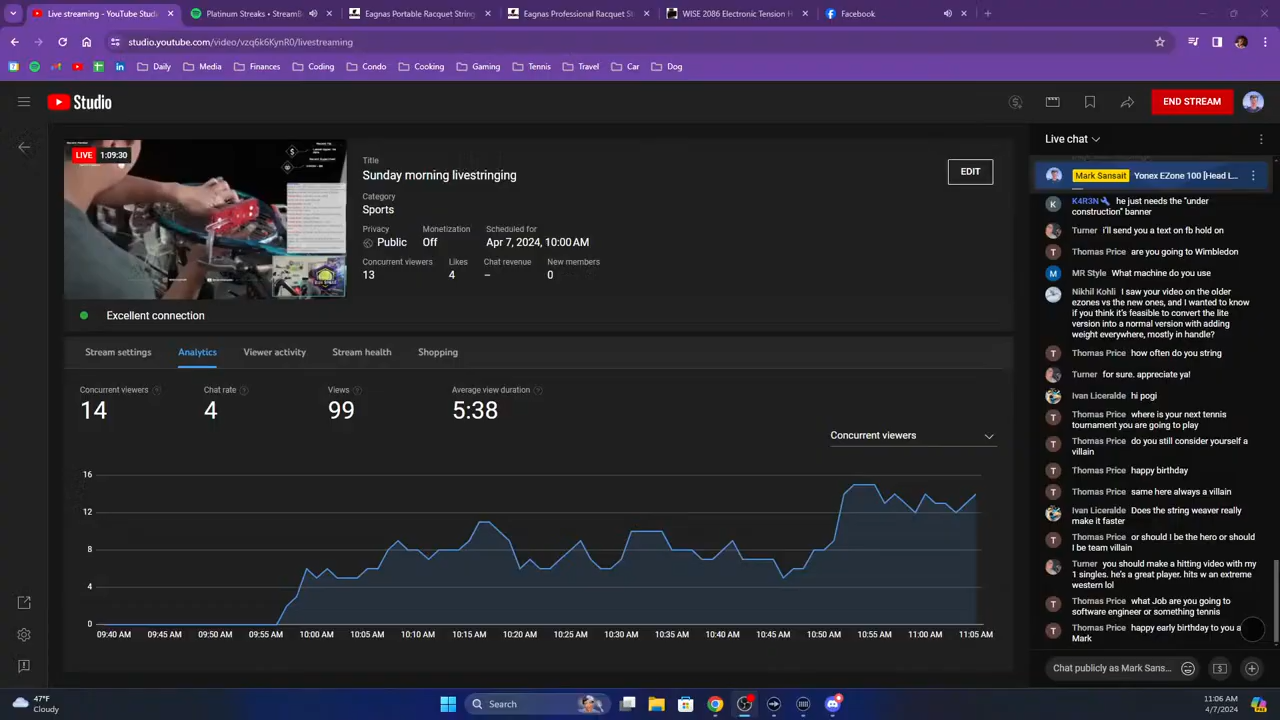 Live streaming - YouTube Studio
Platinum Streaks • StreamB
Eagnas Portable Racquet String
Eagnas Professional Racquet St
WISE 2086 Electronic Tension H
Facebook
studio.youtube.com/video/vzq6k6KynR0/livestreaming
Daily
Media
Finances
Coding
Condo
Cooking
Gaming
Tennis
Travel
Car
Dog
Studio
END STREAM
LIVE 1:09:30
Title
Sunday morning livestringing
EDIT
Category
Sports
Privacy
Public
Monetization
Off
Scheduled for
Apr 7, 2024, 10:00 AM
Concurrent viewers
13
Likes
4
Chat revenue
–
New members
0
Excellent connection
Stream settings
Analytics
Viewer activity
Stream health
Shopping
Concurrent viewers
14
Chat rate
4
Views
99
Average view duration
5:38
Concurrent viewers
16
12
8
4
0
09:40 AM 09:45 AM 09:50 AM 09:55 AM 10:00 AM 10:05 AM 10:10 AM 10:15 AM 10:20 AM 10:25 AM 10:30 AM 10:35 AM 10:40 AM 10:45 AM 10:50 AM 10:55 AM 11:00 AM 11:05 AM
Live chat
Mark Sansait Yonex EZone 100 [Head L...
K4R3N he just needs the "under
construction" banner
Turner i'll send you a text on fb hold on
Thomas Price are you going to Wimbledon
MR Style What machine do you use
Nikhil Kohli I saw your video on the older
ezones vs the new ones, and I wanted to know
if you think it's feasible to convert the lite
version into a normal version with adding
weight everywhere, mostly in handle?
Thomas Price how often do you string
Turner for sure. appreciate ya!
Ivan Liceralde hi pogi
Thomas Price where is your next tennis
tournament you are going to play
Thomas Price do you still consider yourself a
villain
Thomas Price happy birthday
Thomas Price same here always a villain
Ivan Liceralde Does the string weaver really
make it faster
Thomas Price or should I be the hero or should
I be team villain
Turner you should make a hitting video with my
1 singles. he's a great player. hits w an extreme
western lol
Thomas Price what Job are you going to
software engineer or something tennis
Thomas Price happy early birthday to you a
Mark
Chat publicly as Mark Sans...
47°F
Cloudy
Search
11:06 AM
4/7/2024